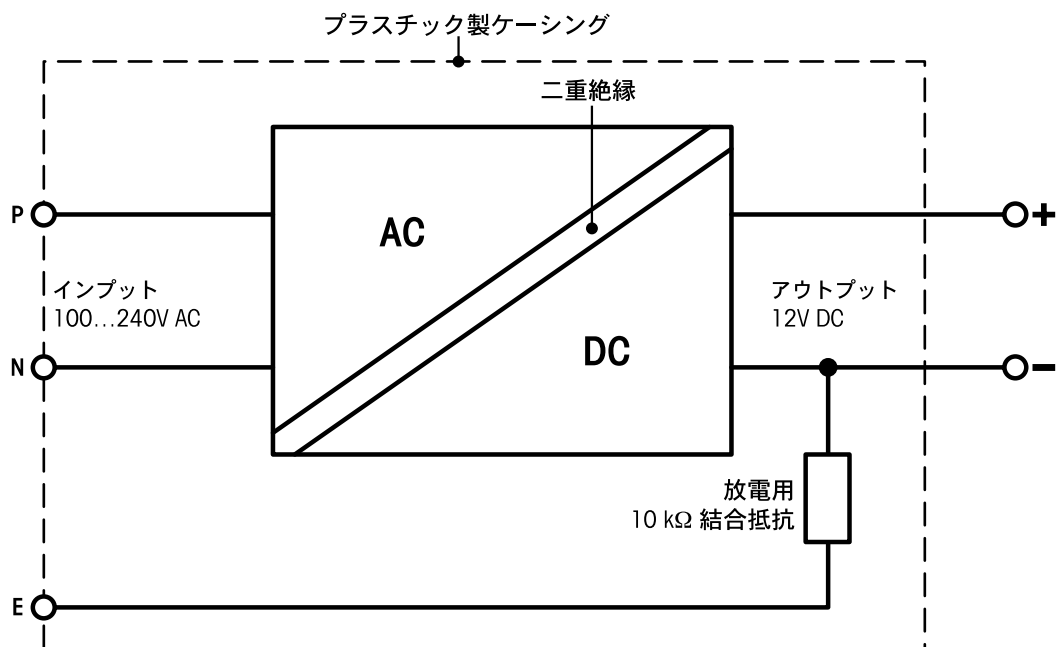 プラスチック製ケーシング
二重絶縁
P
+
AC
インプット
100...240V AC
アウトプット
12V DC
DC
N
−
放電用
10 kΩ 結合抵抗
E